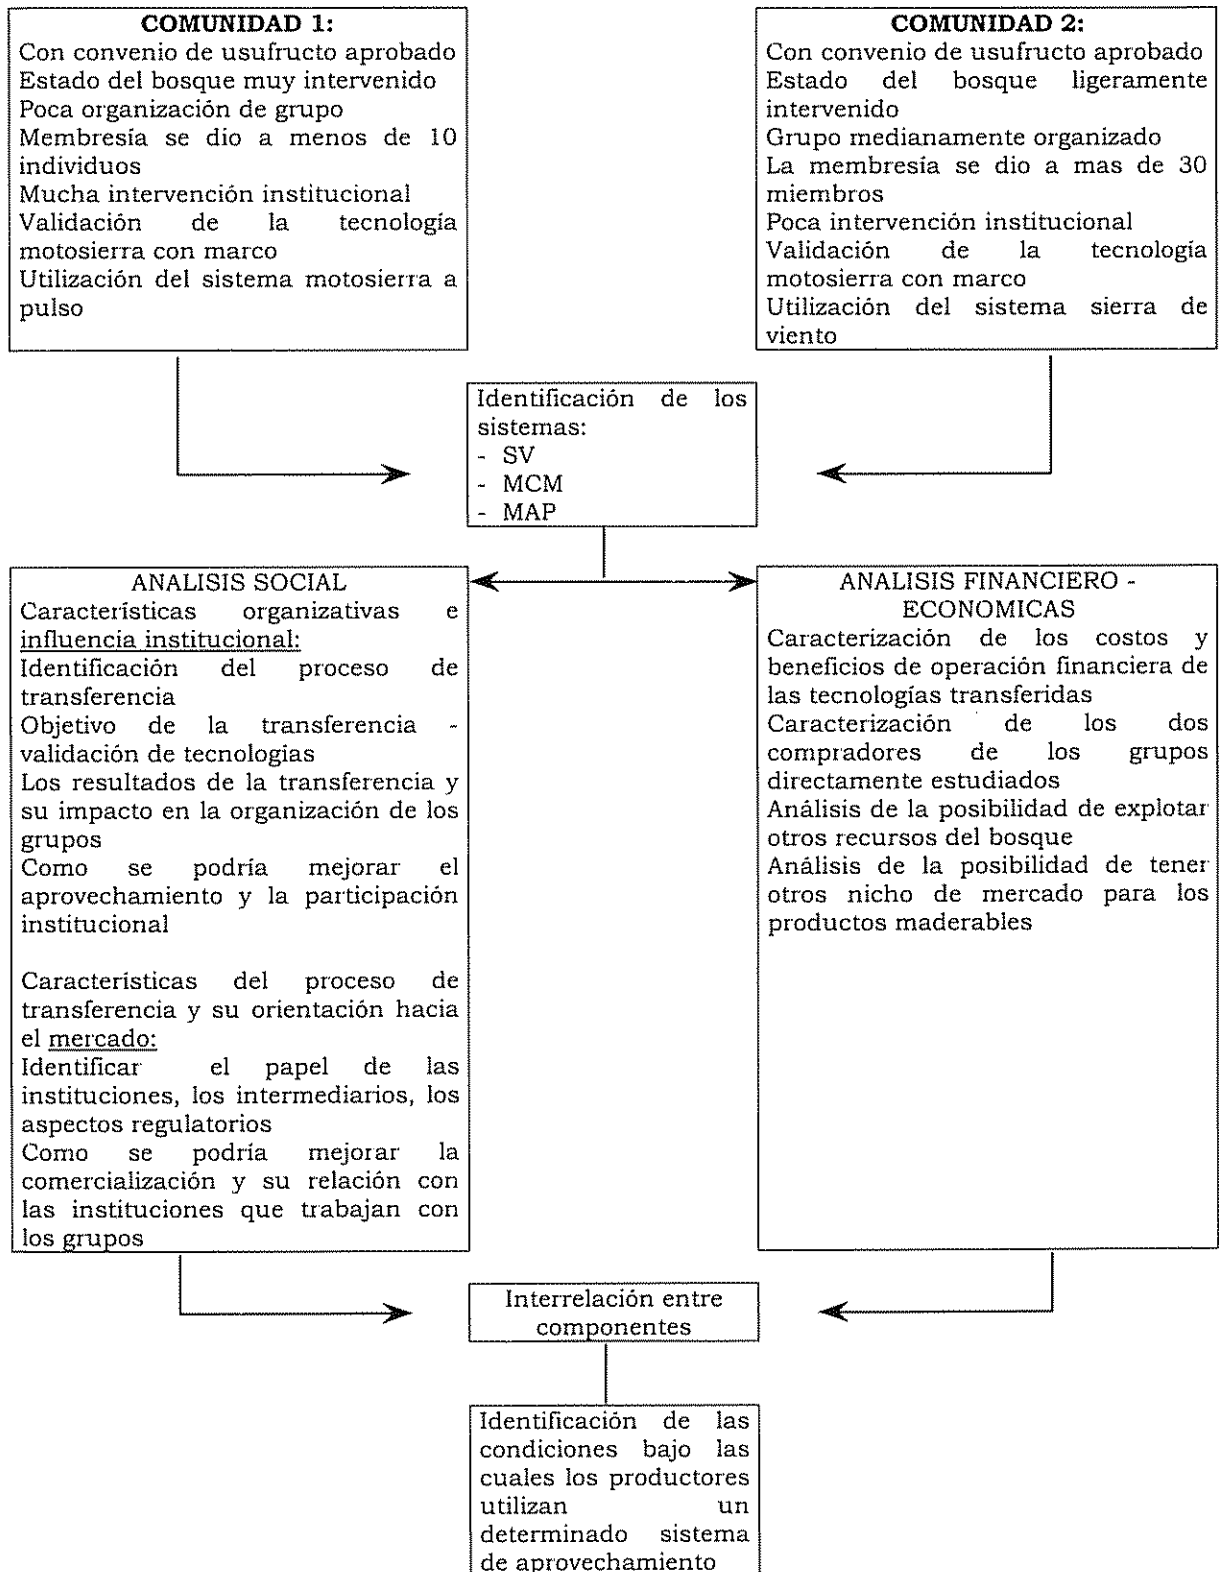 COMUNIDAD 1:
Con convenio de usufructo aprobado
Estado del bosque muy intervenido
Poca organización de grupo
Membresía se dio a menos de 10
individuos
Mucha intervención institucional
Validación de la tecnología
motosierra con marco
Utilización del sistema motosierra a
pulso
COMUNIDAD 2:
Con convenio de usufructo aprobado
Estado del bosque ligeramente
intervenido
Grupo medianamente organizado
La membresía se dio a mas de 30
miembros
Poca intervención institucional
Validación de la tecnología
motosierra con marco
Utilización del sistema sierra de
viento
Identificación de los
sistemas:
- SV
- MCM
- MAP
ANALISIS SOCIAL
Características organizativas e
influencia institucional:
Identificación del proceso de
transferencia
Objetivo de la transferencia -
validación de tecnologías
Los resultados de la transferencia y
su impacto en la organización de los
grupos
Como se podría mejorar el
aprovechamiento y la participación
institucional
Características del proceso de
transferencia y su orientación hacia
el mercado:
Identificar el papel de las
instituciones, los intermediarios, los
aspectos regulatorios
Como se podría mejorar la
comercialización y su relación con
las instituciones que trabajan con
los grupos
ANALISIS FINANCIERO -
ECONOMICAS
Caracterización de los costos y
beneficios de operación financiera de
las tecnologías transferidas
Caracterización de los dos
compradores de los grupos
directamente estudiados
Análisis de la posibilidad de explotar
otros recursos del bosque
Análisis de la posibilidad de tener
otros nicho de mercado para los
productos maderables
Interrelación entre
componentes
Identificación de las
condiciones bajo las
cuales los productores
utilizan un
determinado sistema
de aprovechamiento